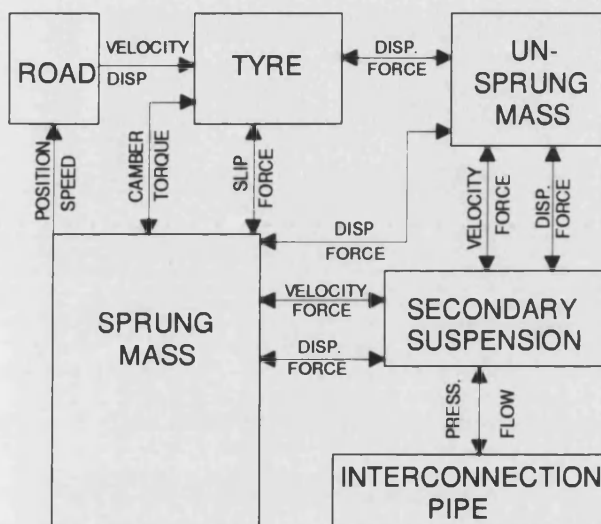 ROAD
VELOCITY
DISP
TYRE
DISP.
FORCE
UN-
SPRUNG
MASS
POSITION
SPEED
CAMBER
TORQUE
SLIP
FORCE
DISP
FORCE
VELOCITY
FORCE
DISP.
FORCE
SPRUNG
MASS
VELOCITY
FORCE
DISP.
FORCE
SECONDARY
SUSPENSION
PRESS.
FLOW
INTERCONNECTION
PIPE